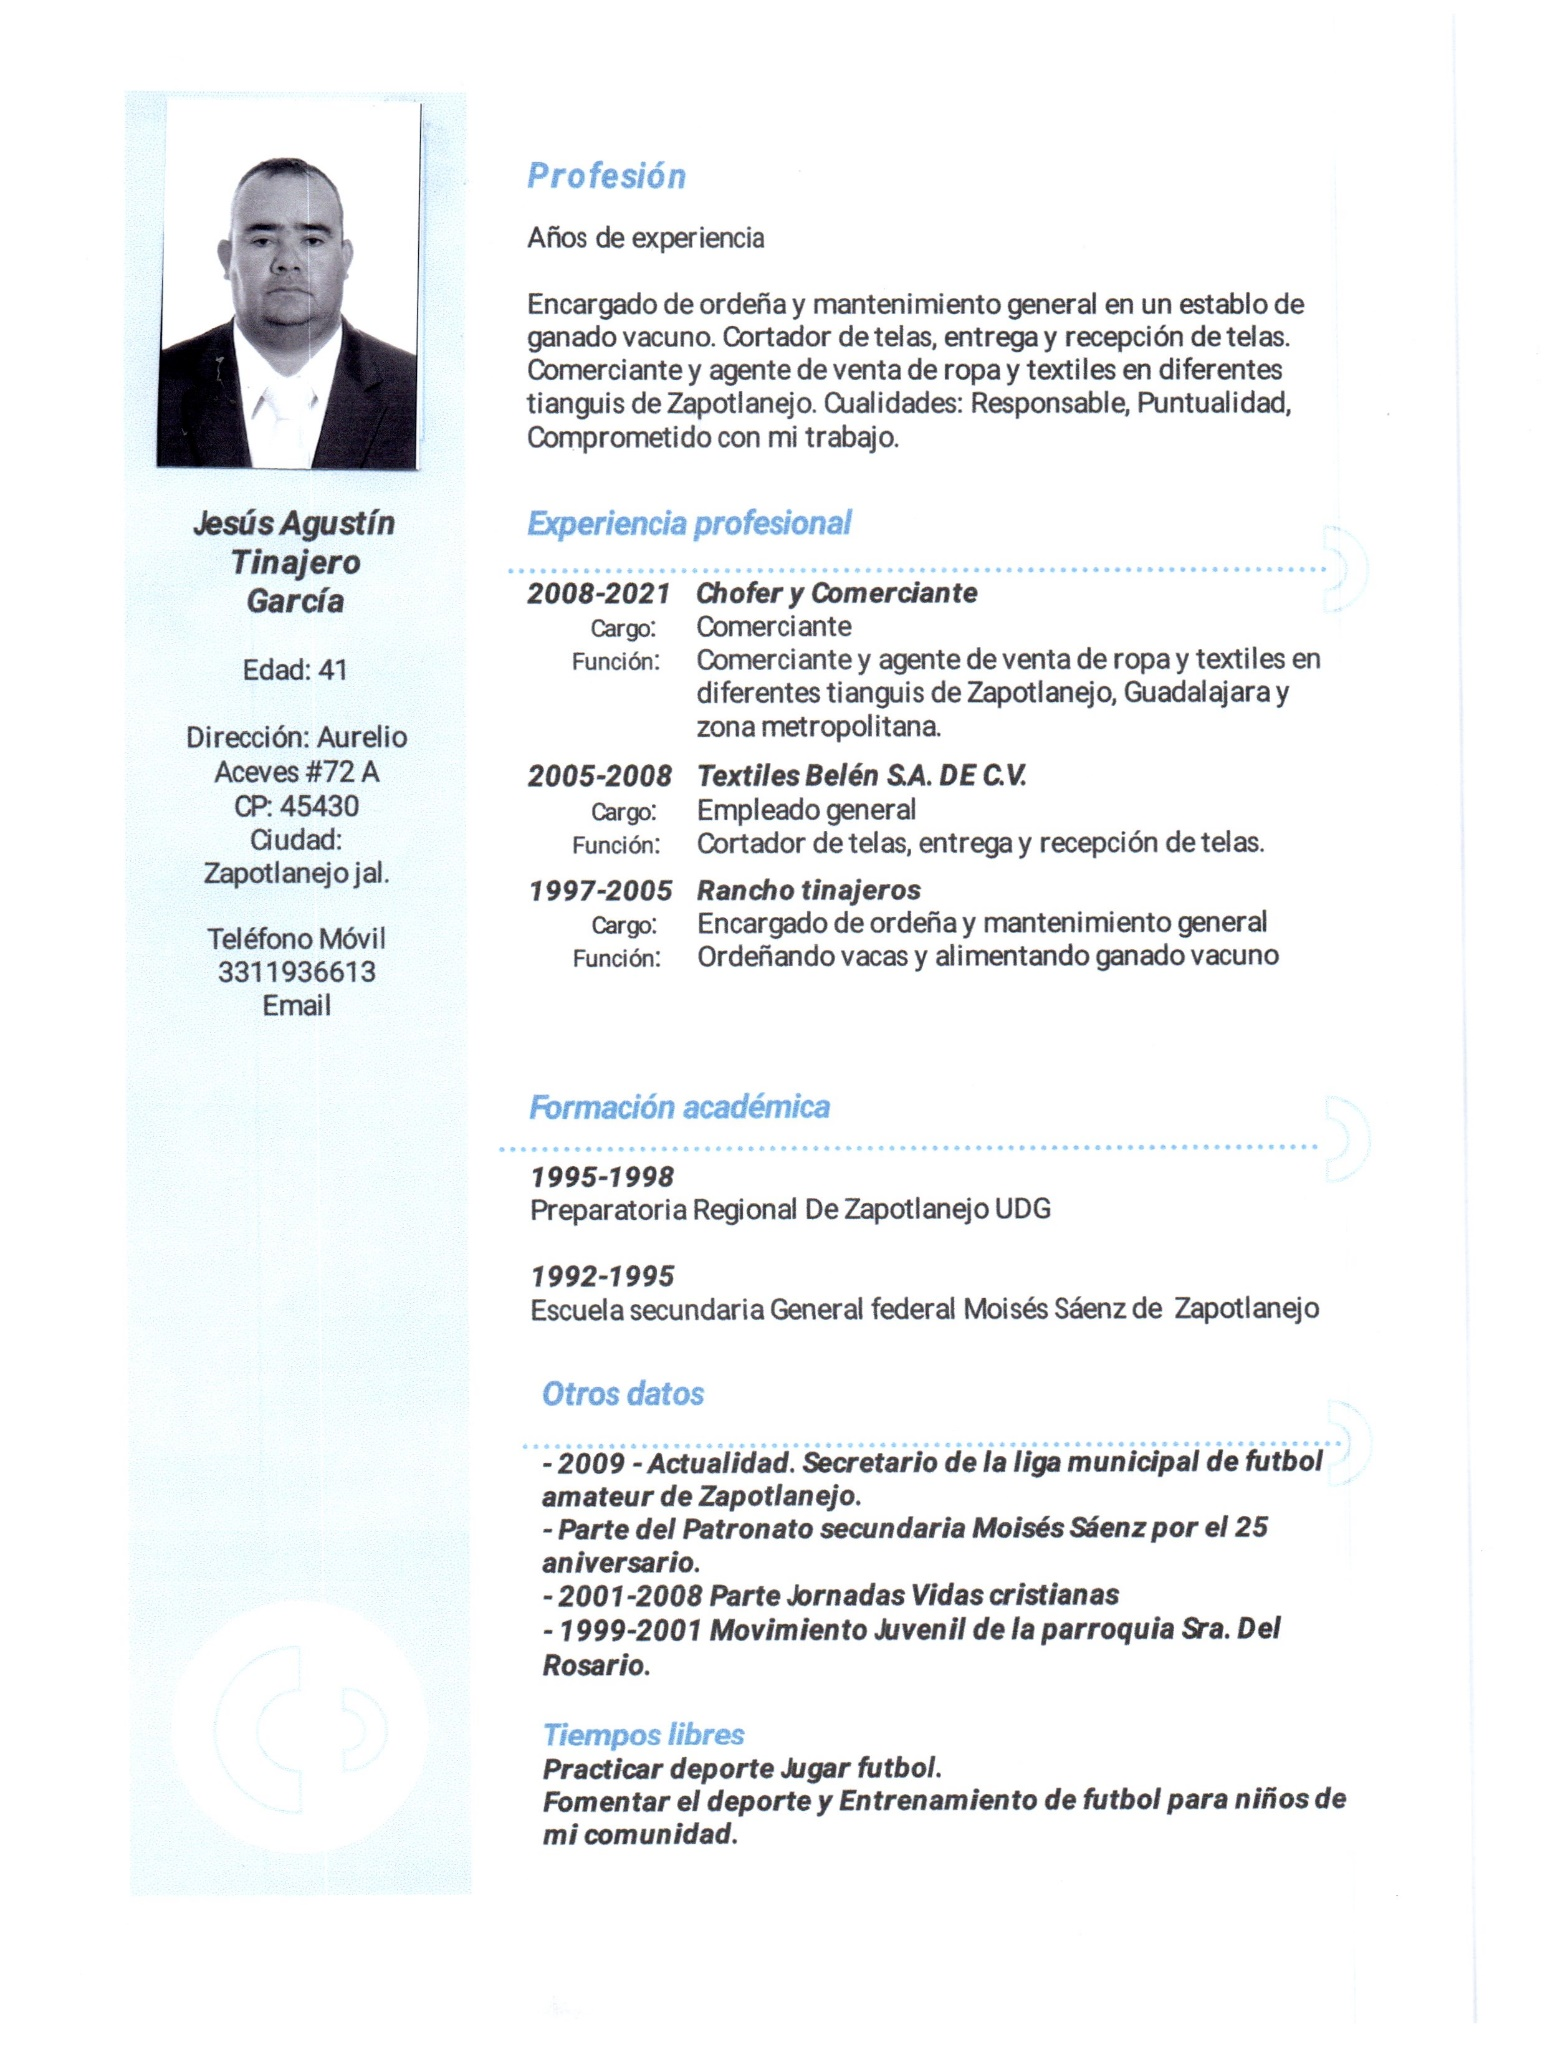 Jesús Agustín
Tinajero
García
Edad: 41
Dirección: Aurelio
Aceves #72 A
CP: 45430
Ciudad:
Zapotlanejo jal.
Teléfono Móvil
3311936613
Email
Profesión
Años de experiencia
Encargado de ordeña y mantenimiento general en un establo de
ganado vacuno. Cortador de telas, entrega y recepción de telas.
Comerciante y agente de venta de ropa y textiles en diferentes
tianguis de Zapotlanejo. Cualidades: Responsable, Puntualidad,
Comprometido con mi trabajo.
Experiencia profesional
2008-2021 Chofer y Comerciante
Cargo: Comerciante
Función: Comerciante y agente de venta de ropa y textiles en
diferentes tianguis de Zapotlanejo, Guadalajara y
zona metropolitana.
2005-2008 Textiles Belén S.A. DE C.V.
Cargo: Empleado general
Función: Cortador de telas, entrega y recepción de telas.
1997-2005 Rancho tinajeros
Cargo: Encargado de ordeña y mantenimiento general
Función: Ordeñando vacas y alimentando ganado vacuno
Formación académica
1995-1998
Preparatoria Regional De Zapotlanejo UDG
1992-1995
Escuela secundaria General federal Moisés Sáenz de Zapotlanejo
Otros datos
- 2009 - Actualidad. Secretario de la liga municipal de futbol
amateur de Zapotlanejo.
- Parte del Patronato secundaria Moisés Sáenz por el 25
aniversario.
- 2001-2008 Parte Jornadas Vidas cristianas
- 1999-2001 Movimiento Juvenil de la parroquia Sra. Del
Rosario.
Tiempos libres
Practicar deporte Jugar futbol.
Fomentar el deporte y Entrenamiento de futbol para niños de
mi comunidad.